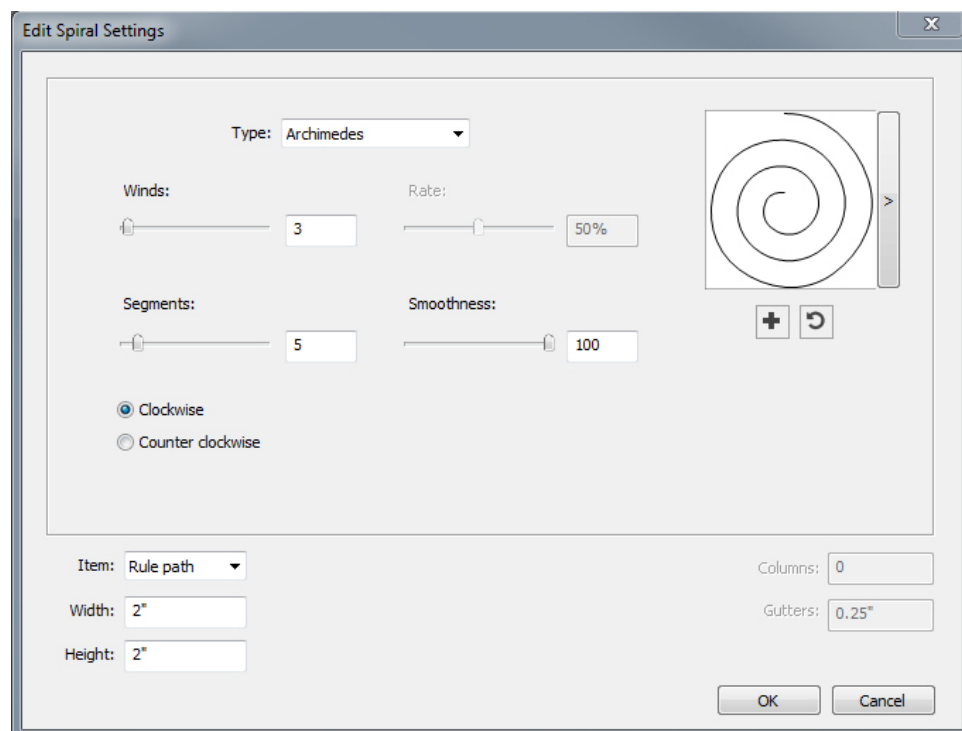 Edit Spiral Settings
Type: Archimedes
Winds: Rate:
3 50%
>
Segments: Smoothness:
5 100
Clockwise
Counter clockwise
Item: Rule path Columns: 0
Width: 2" Gutters: 0.25"
Height: 2"
OK Cancel